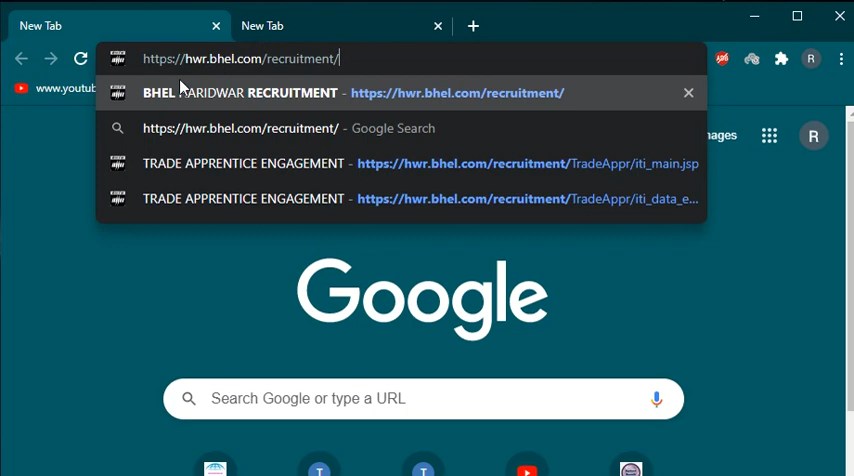 New Tab
New Tab
https://hwr.bhel.com/recruitment/
www.youtub
BHEL HARIDWAR RECRUITMENT - https://hwr.bhel.com/recruitment/
https://hwr.bhel.com/recruitment/ - Google Search
TRADE APPRENTICE ENGAGEMENT - https://hwr.bhel.com/recruitment/TradeAppr/iti_main.jsp
TRADE APPRENTICE ENGAGEMENT - https://hwr.bhel.com/recruitment/TradeAppr/iti_data_e...
R
nages
R
Google
Search Google or type a URL
T
T